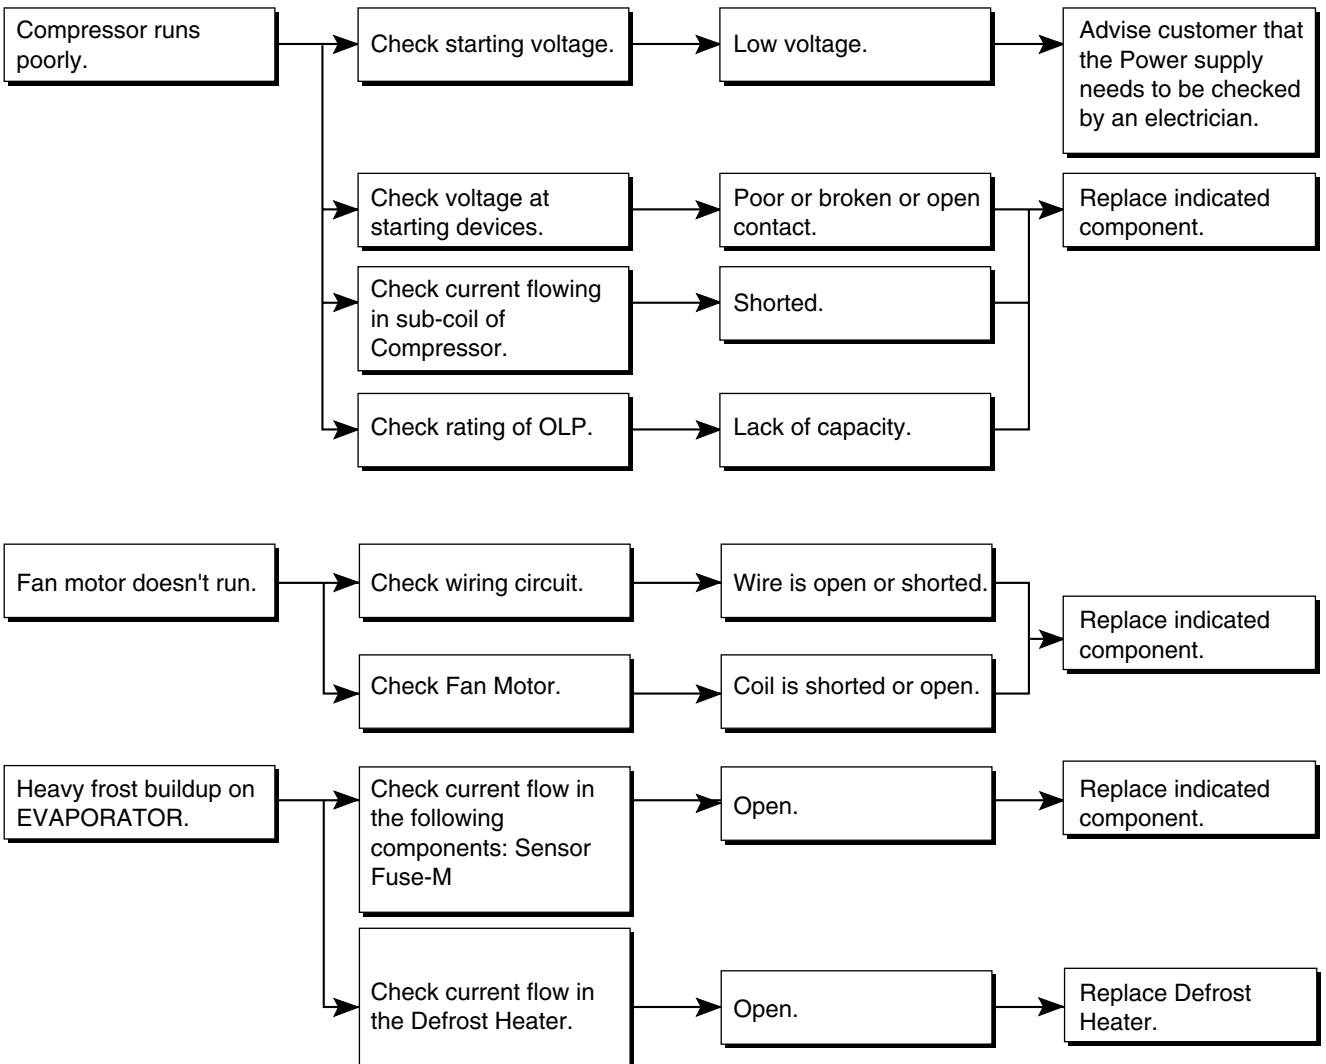 Compressor runs
poorly.
Check starting voltage.
Low voltage.
Advise customer that
the Power supply
needs to be checked
by an electrician.
Check voltage at
starting devices.
Poor or broken or open
contact.
Replace indicated
component.
Check current flowing
in sub-coil of
Compressor.
Shorted.
Check rating of OLP.
Lack of capacity.
Fan motor doesn't run.
Check wiring circuit.
Wire is open or shorted.
Replace indicated
component.
Check Fan Motor.
Coil is shorted or open.
Heavy frost buildup on
EVAPORATOR.
Check current flow in
the following
components: Sensor
Fuse-M
Open.
Replace indicated
component.
Check current flow in
the Defrost Heater.
Open.
Replace Defrost
Heater.